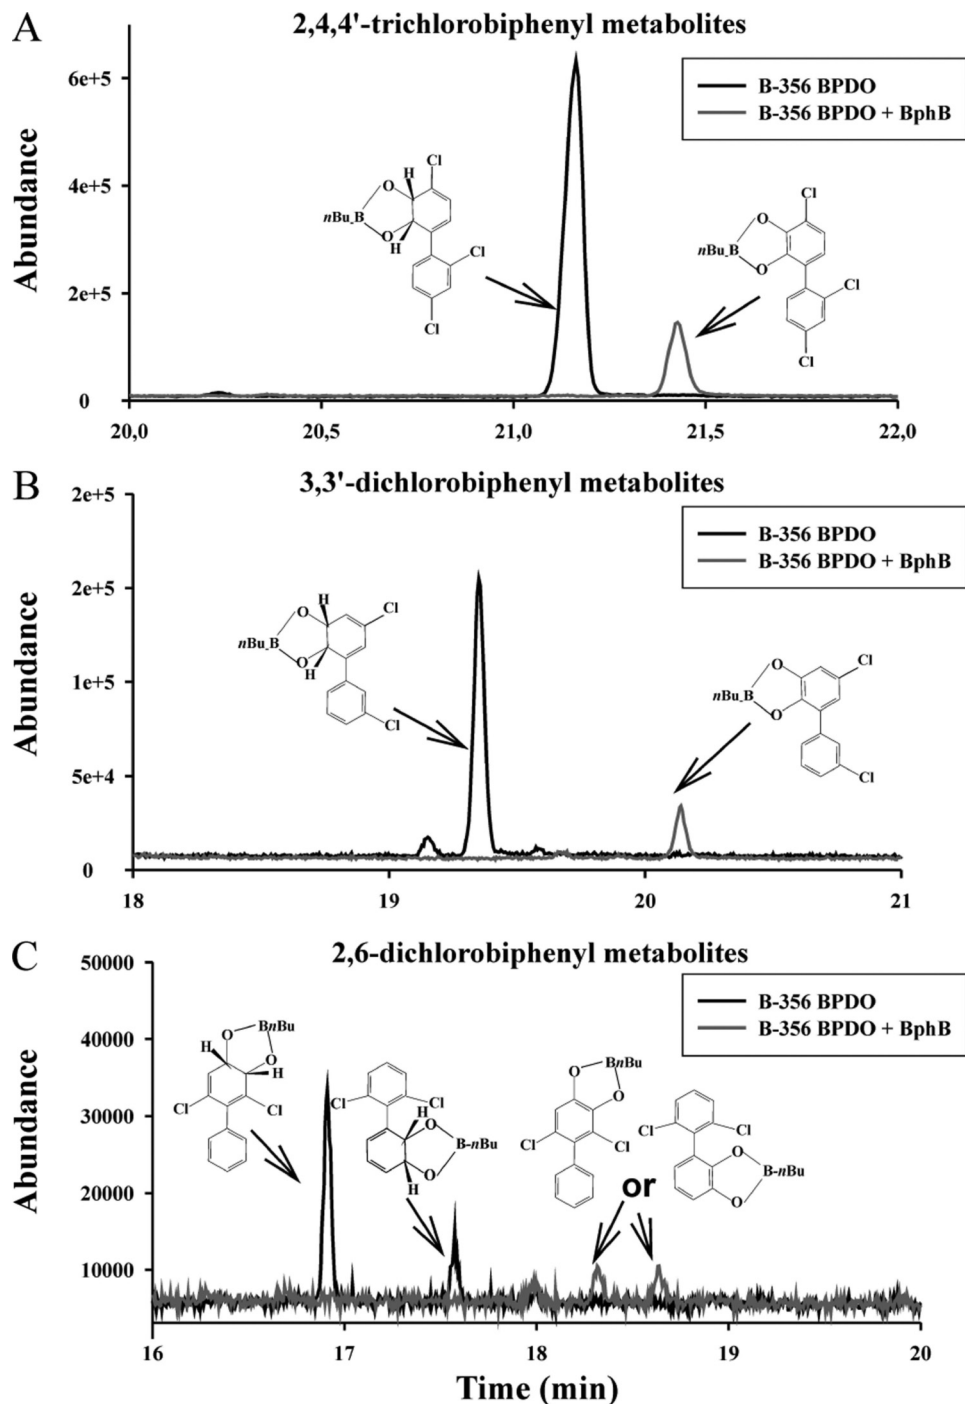 A
2,4,4'-trichlorobiphenyl metabolites
6e+5
4e+5
2e+5
0
Abundance
B-356 BPDO
B-356 BPDO + BphB
H
Cl
O
nBu-B
O
H
Cl
Cl
Cl
O
nBu-B
O
Cl
Cl
20,0
20,5
21,0
21,5
22,0
B
3,3'-dichlorobiphenyl metabolites
2e+5
2e+5
1e+5
5e+4
0
Abundance
B-356 BPDO
B-356 BPDO + BphB
H
O
Cl
nBu-B
O
H
Cl
O
Cl
nBu-B
O
Cl
18
19
20
21
C
2,6-dichlorobiphenyl metabolites
50000
40000
30000
20000
10000
Abundance
B-356 BPDO
B-356 BPDO + BphB
O
BnBu
H
O
H
Cl
Cl
Cl
Cl
H
O
B-nBu
O
H
BnBu
O
O
Cl
Cl
or
Cl
Cl
O
B-nBu
O
16
17
18
19
20
Time (min)